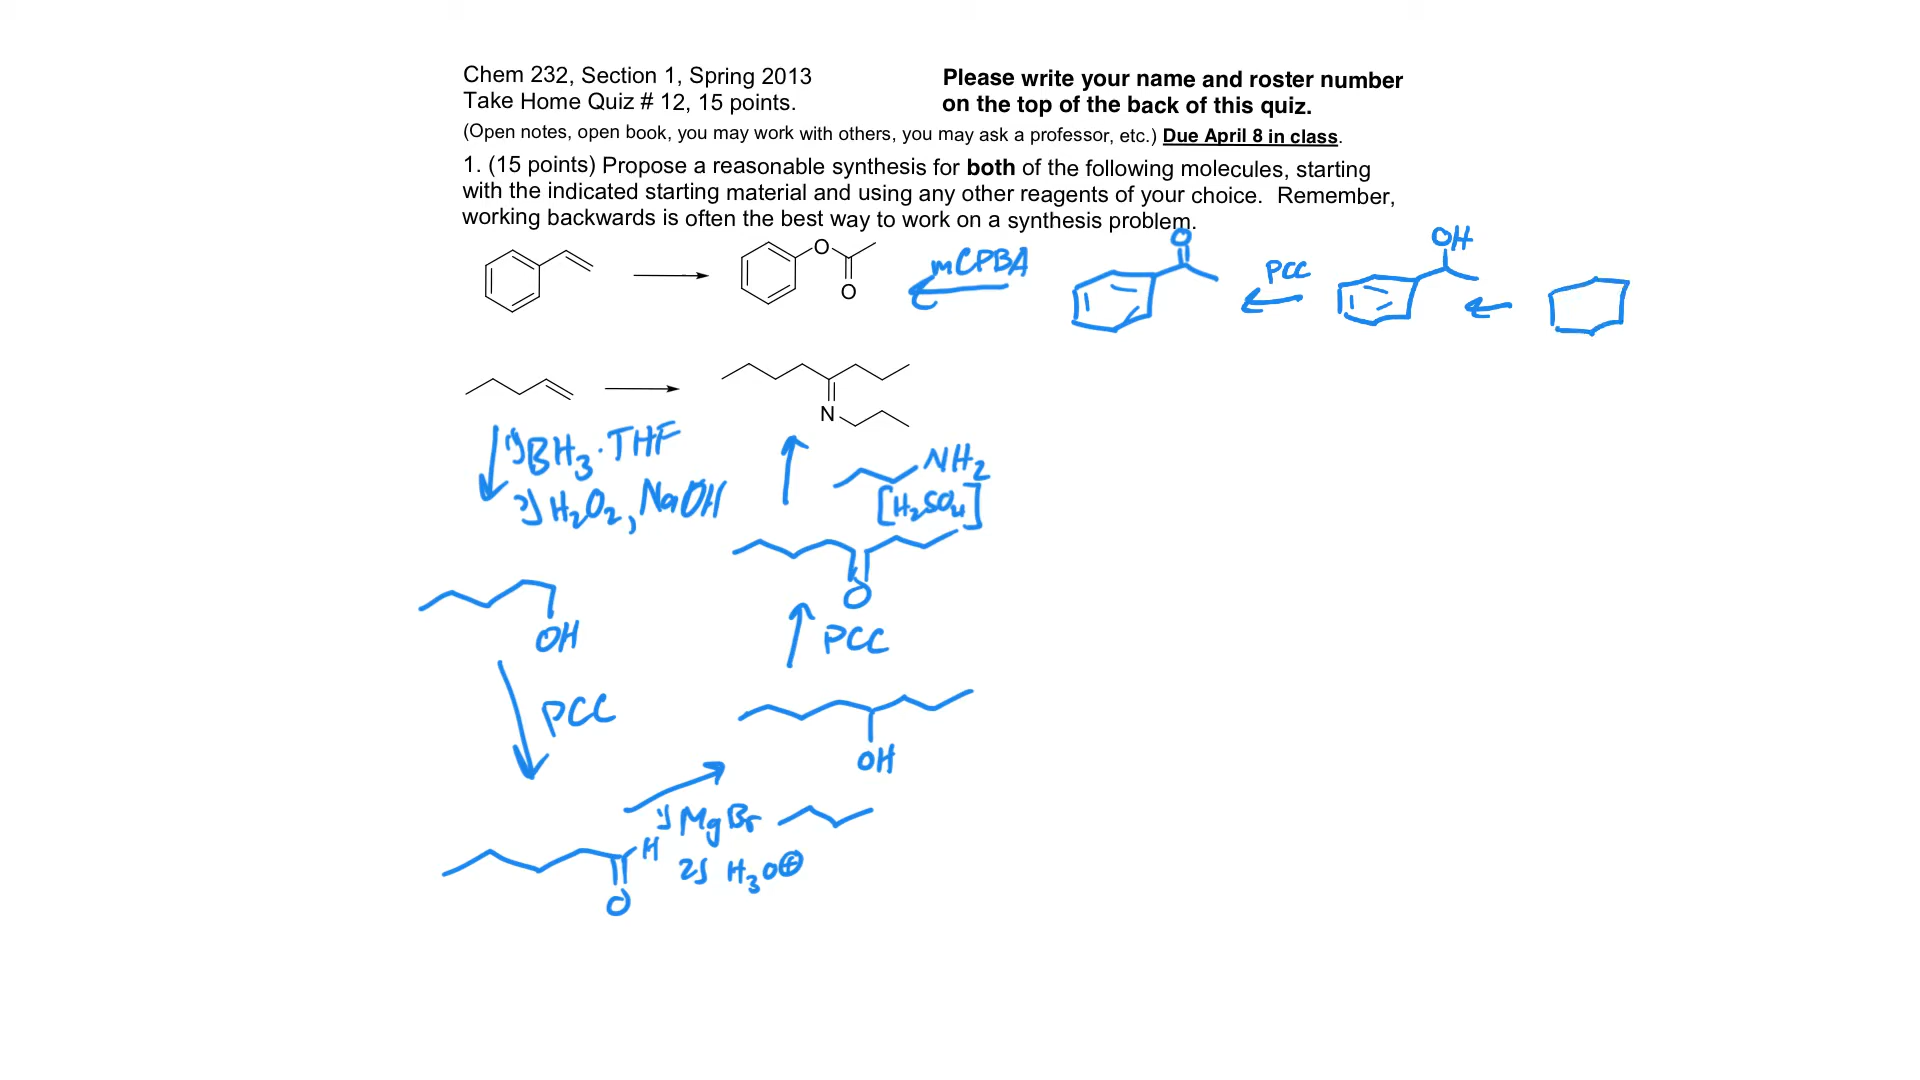 Chem 232, Section 1, Spring 2013
Take Home Quiz # 12, 15 points.
Please write your name and roster number
on the top of the back of this quiz.
(Open notes, open book, you may work with others, you may ask a professor, etc.) Due April 8 in class.
1. (15 points) Propose a reasonable synthesis for both of the following molecules, starting
with the indicated starting material and using any other reagents of your choice.  Remember,
working backwards is often the best way to work on a synthesis problem.
O
O
mCPBA
O
PCC
OH
N
1) BH3·THF
2) H2O2, NaOH
NH2
[H2SO4]
O
OH
PCC
PCC
OH
1) MgBr
H
2) H3O⊕
O